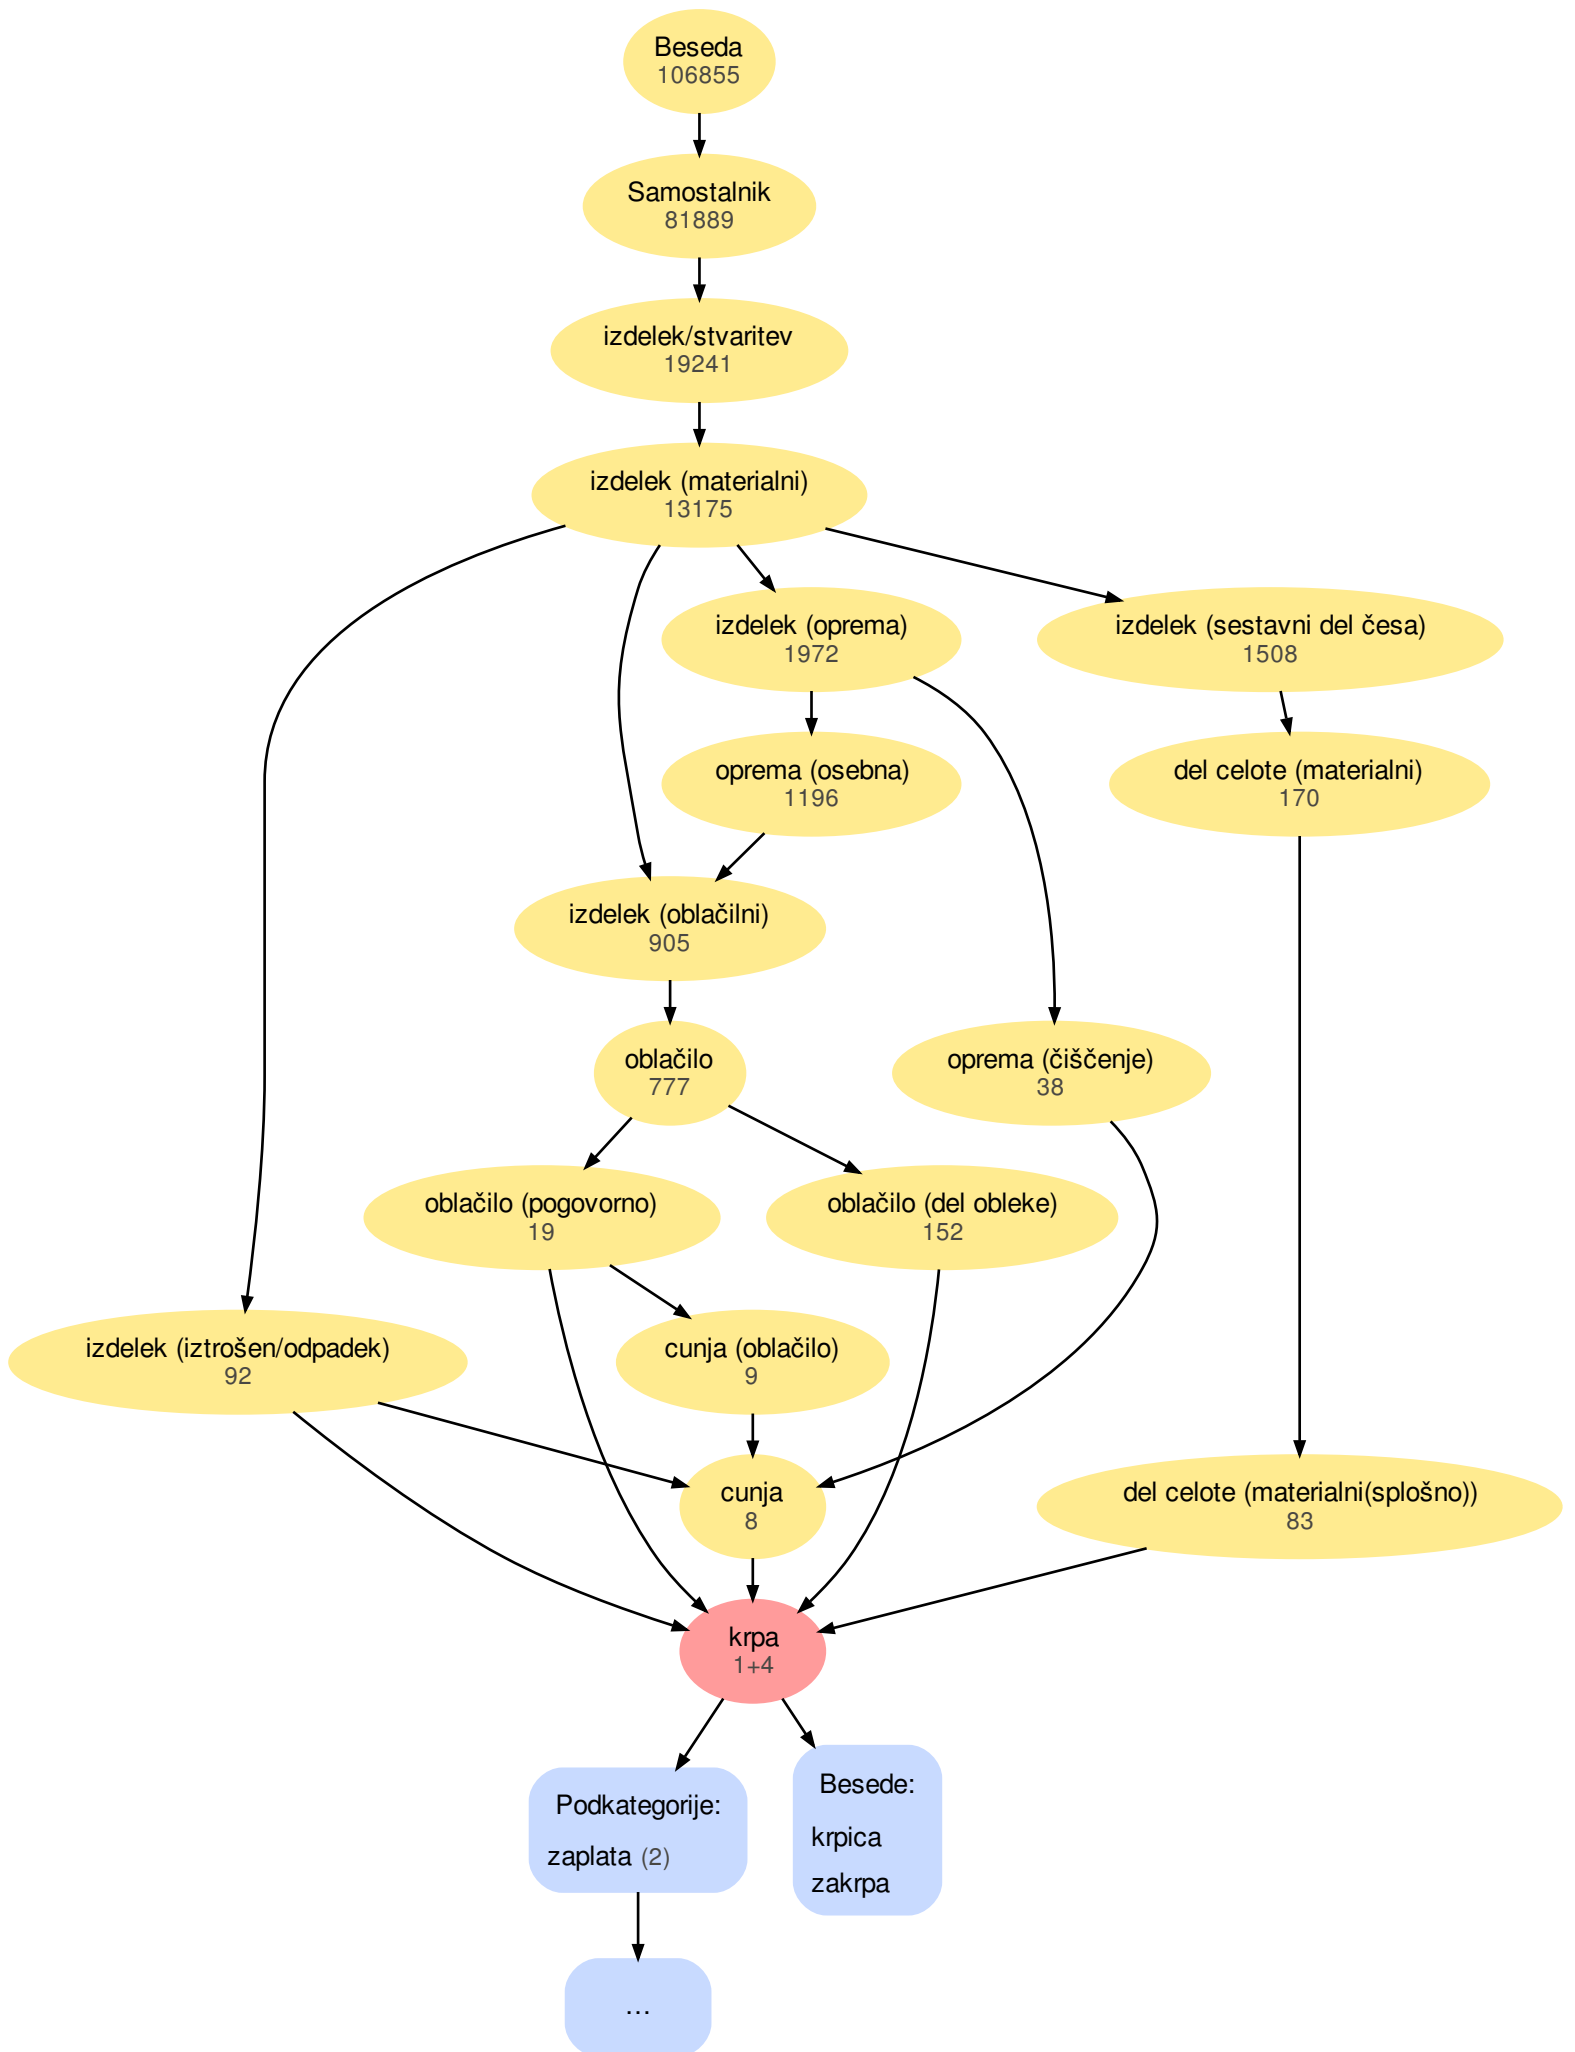 Beseda
106855
Samostalnik
81889
izdelek/stvaritev
19241
izdelek (materialni)
13175
izdelek (oprema)
1972
izdelek (sestavni del česa)
1508
oprema (osebna)
1196
del celote (materialni)
170
izdelek (oblačilni)
905
oblačilo
777
oprema (čiščenje)
38
oblačilo (pogovorno)
19
oblačilo (del obleke)
152
izdelek (iztrošen/odpadek)
92
cunja (oblačilo)
9
cunja
8
del celote (materialni(splošno))
83
krpa
1+4
Podkategorije:
zaplata (2)
Besede:
krpica
zakrpa
...